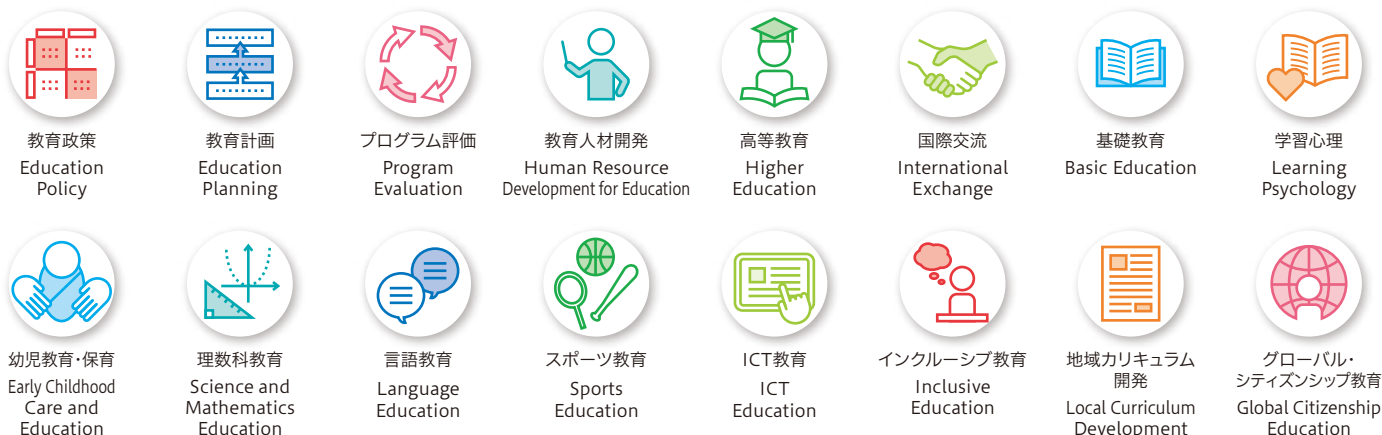 教育政策
Education
Policy
教育計画
Education
Planning
プログラム評価
Program
Evaluation
教育人材開発
Human Resource
Development for Education
高等教育
Higher
Education
国際交流
International
Exchange
基礎教育
Basic Education
学習心理
Learning
Psychology
幼児教育・保育
Early Childhood
Care and
Education
理数科教育
Science and
Mathematics
Education
言語教育
Language
Education
スポーツ教育
Sports
Education
ICT教育
ICT
Education
インクルーシブ教育
Inclusive
Education
地域カリキュラム
開発
Local Curriculum
Development
グローバル・
シティズンシップ教育
Global Citizenship
Education